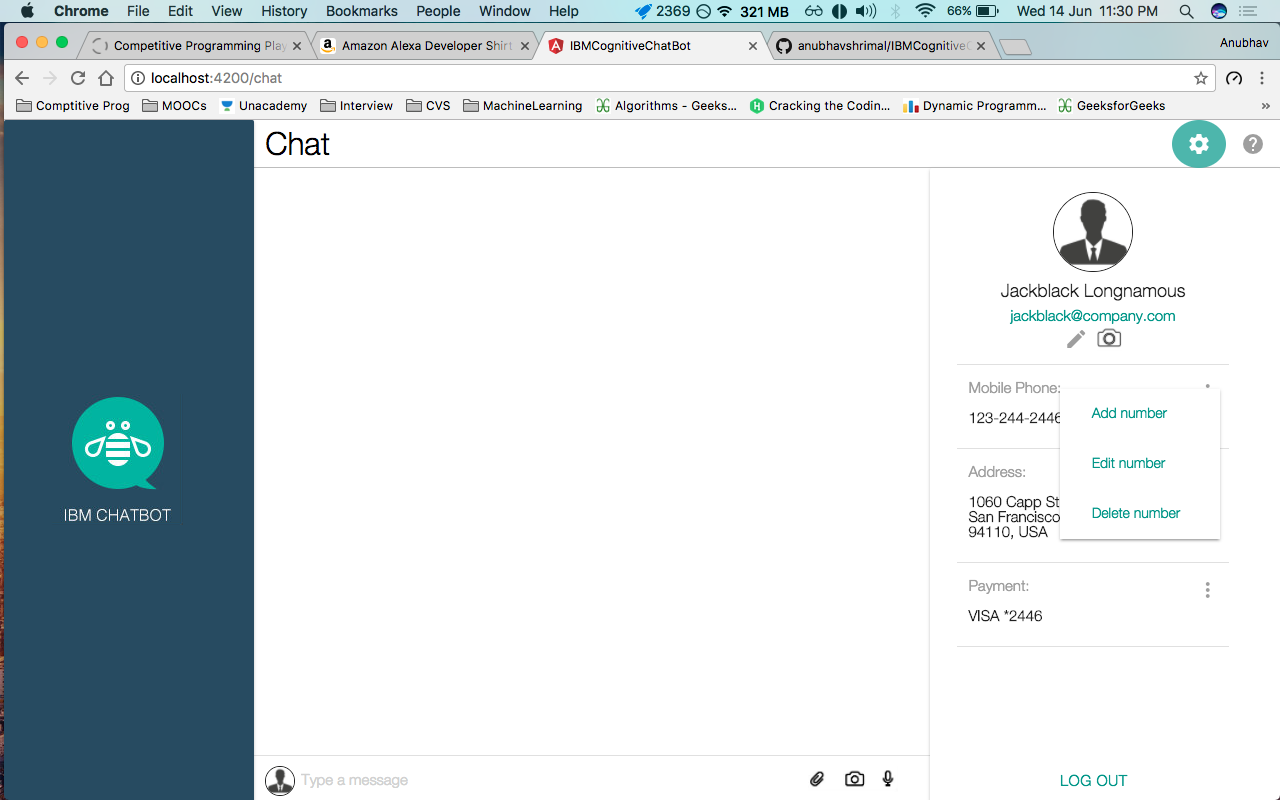 Chrome File Edit View History Bookmarks People Window Help 2369 321 MB 66% Wed 14 Jun 11:30 PM
Competitive Programming Play
Amazon Alexa Developer Shirt
IBMCognitiveChatBot
anubhavshrimal/IBMCognitiveC
Anubhav
localhost:4200/chat
Comptitive Prog MOOCs Unacademy Interview CVS MachineLearning Algorithms - Geeks... Cracking the Codin... Dynamic Programm... GeeksforGeeks »
Chat
IBM CHATBOT
Jackblack Longnamous
jackblack@company.com
Mobile Phone:
123-244-2446
Add number
Edit number
Delete number
Address:
1060 Capp St
San Francisco
94110, USA
Payment:
VISA *2446
Type a message
LOG OUT